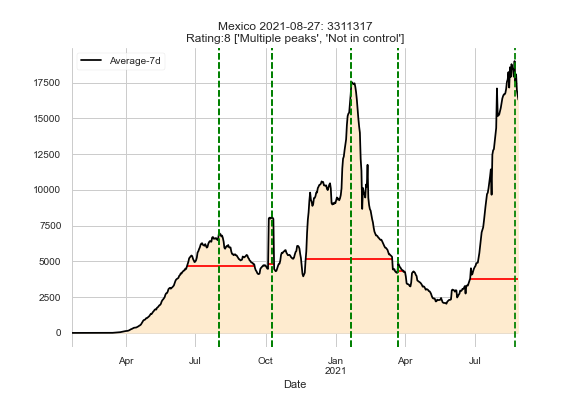 Mexico 2021-08-27: 3311317
Rating:8 ['Multiple peaks', 'Not in control']
Average-7d
17500
15000
12500
10000
7500
5000
2500
0
Apr Jul Oct Jan Apr Jul
2021
Date